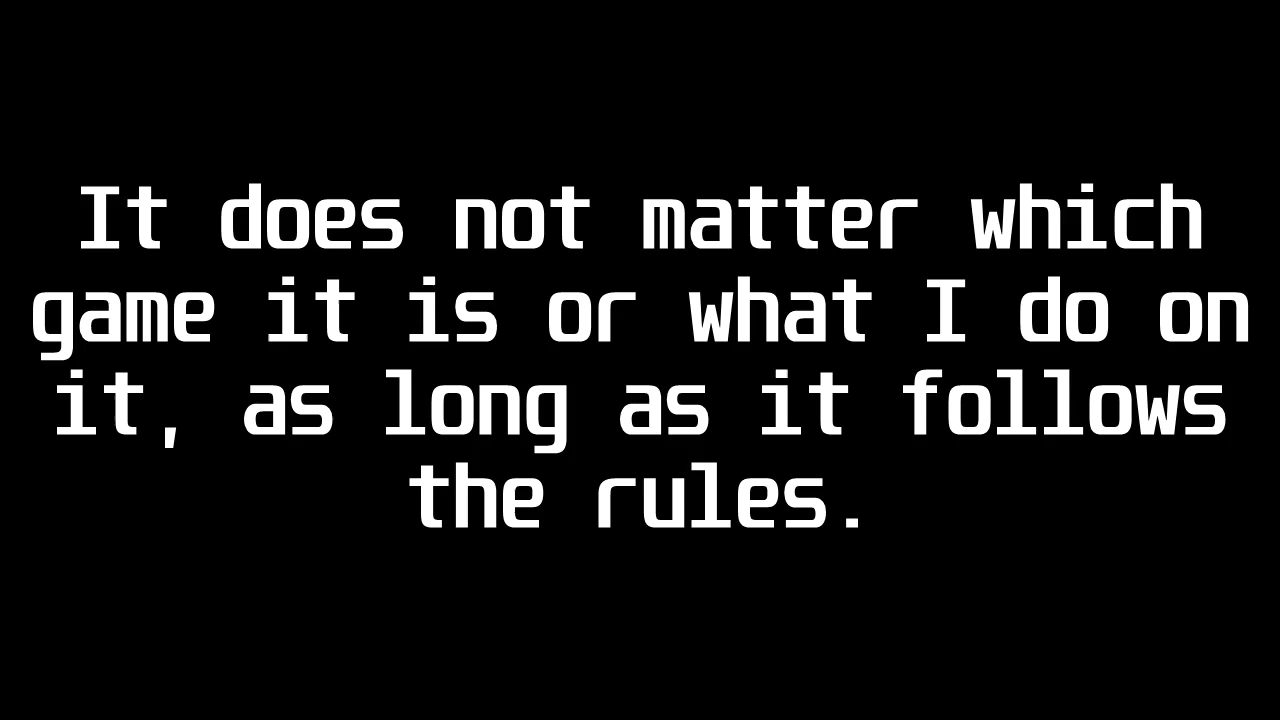 It does not matter which
game it is or what I do on
it, as long as it follows
the rules.